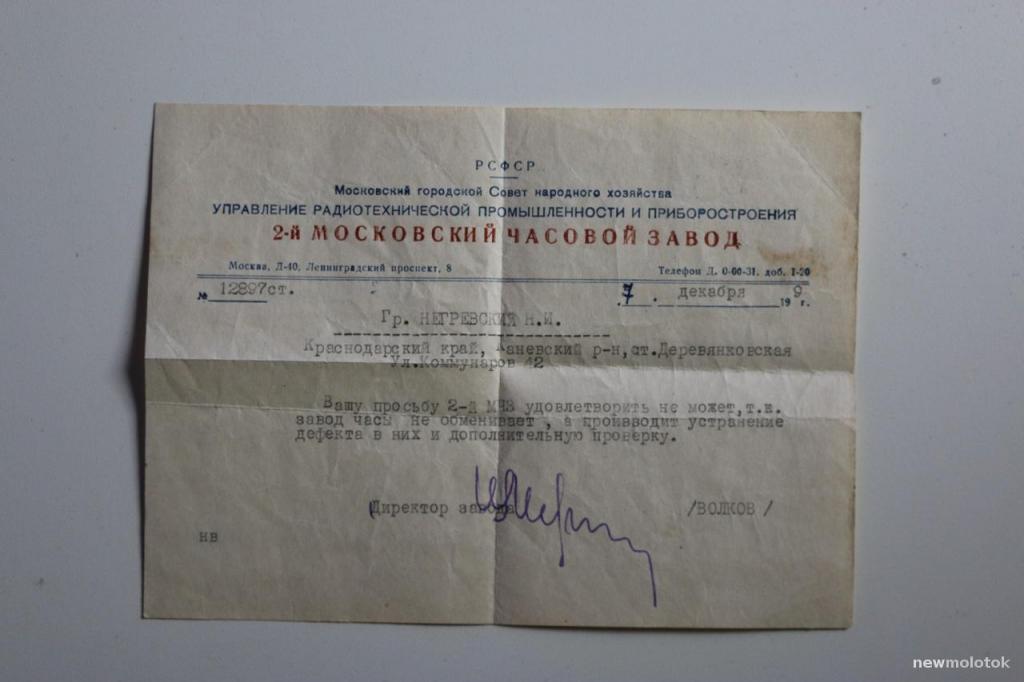 РСФСР
Московский городской Совет народного хозяйства
УПРАВЛЕНИЕ РАДИОТЕХНИЧЕСКОЙ ПРОМЫШЛЕННОСТИ И ПРИБОРОСТРОЕНИЯ
2-й МОСКОВСКИЙ ЧАСОВОЙ ЗАВОД
Москва, Л-40, Ленинградский проспект, 8 Телефон Д. 0-00-31. доб. 1-20
№ 12897ст. 7 декабря 19 9 г.
Гр. НЕГРЕВСКИЙ Н.И.
Краснодарский край, Каневский р-н, ст.Деревянковская
Ул.Коммунаров 42
Вашу просьбу 2-й МЧЗ удовлетворить не может, т.к.
завод часы не обменивает, а производит устранение
дефекта в них и дополнительную проверку.
Директор завода /ВОЛКОВ/
нв
newmolotok